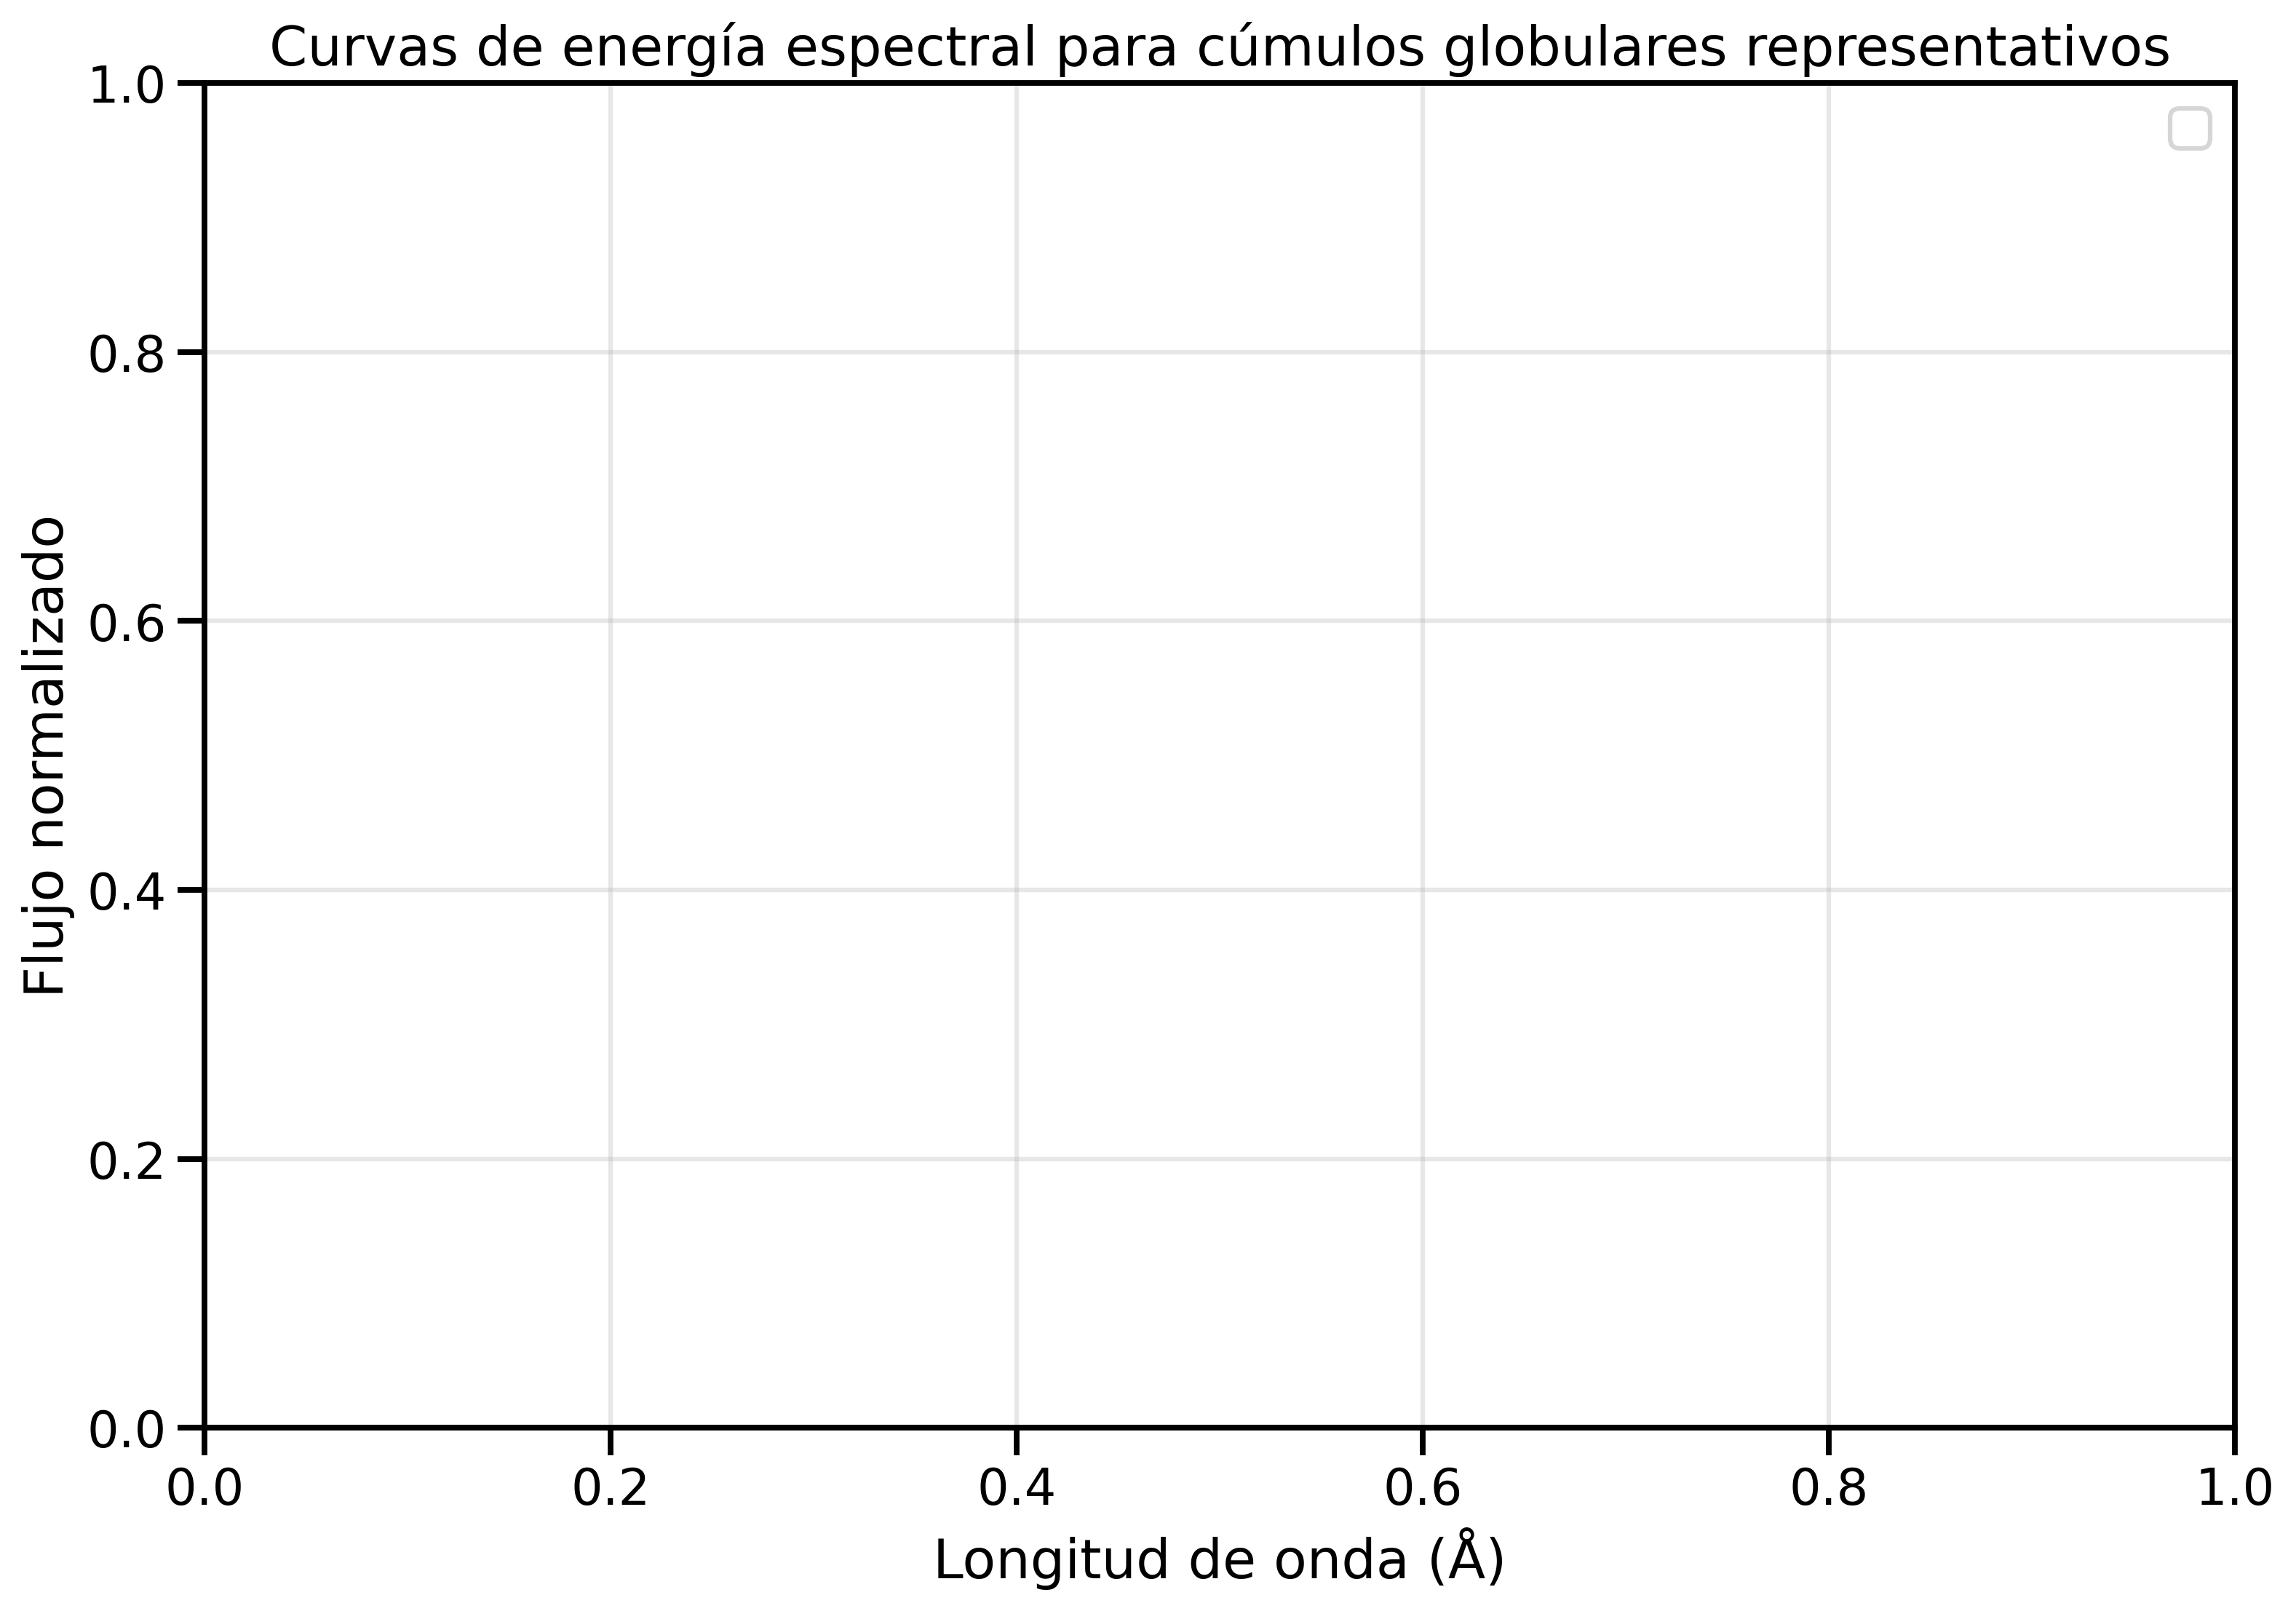 Curvas de energía espectral para cúmulos globulares representativos
1.0
0.8
0.6
0.4
0.2
0.0
Flujo normalizado
0.0 0.2 0.4 0.6 0.8 1.0
Longitud de onda (Å)